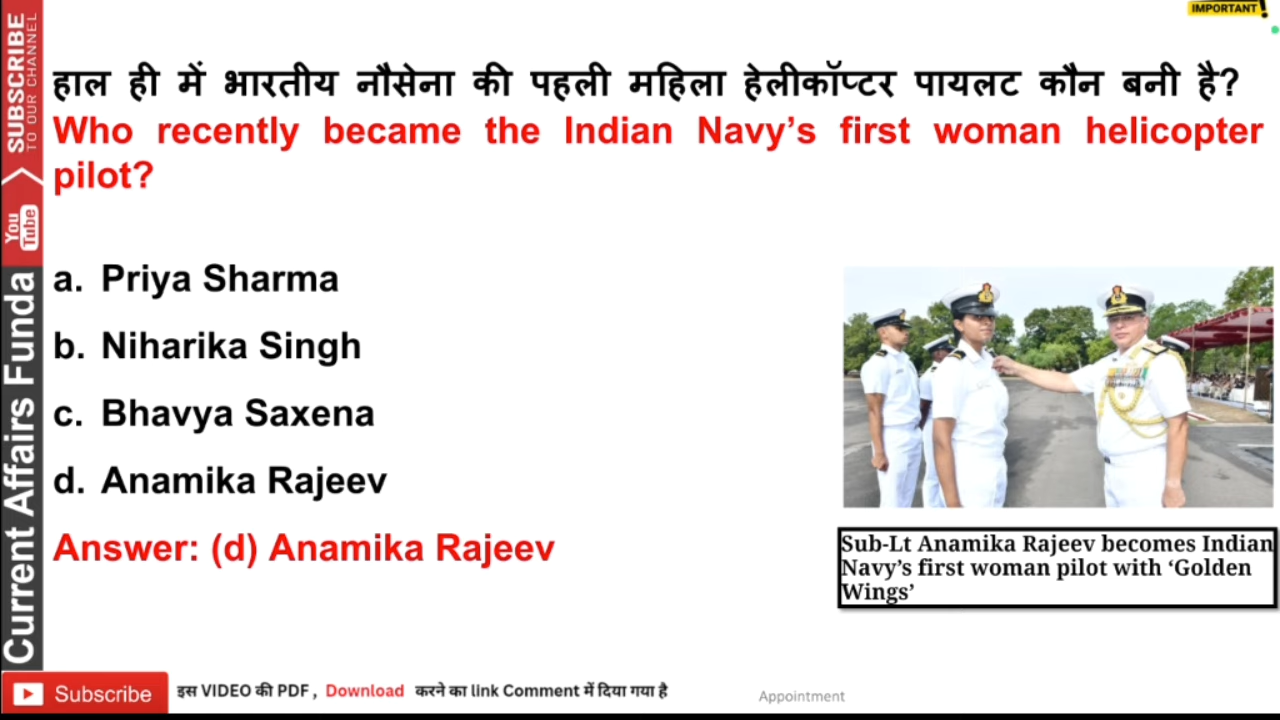 IMPORTANT!
हाल ही में भारतीय नौसेना की पहली महिला हेलीकॉप्टर पायलट कौन बनी है?
Who recently became the Indian Navy’s first woman helicopter
pilot?
a. Priya Sharma
b. Niharika Singh
c. Bhavya Saxena
d. Anamika Rajeev
Answer: (d) Anamika Rajeev
Sub-Lt Anamika Rajeev becomes Indian
Navy’s first woman pilot with ‘Golden
Wings’
SUBSCRIBE
TO OUR CHANNEL
You
Tube
Current Affairs Funda
Subscribe
इस VIDEO की PDF , Download करने का link Comment में दिया गया है
Appointment